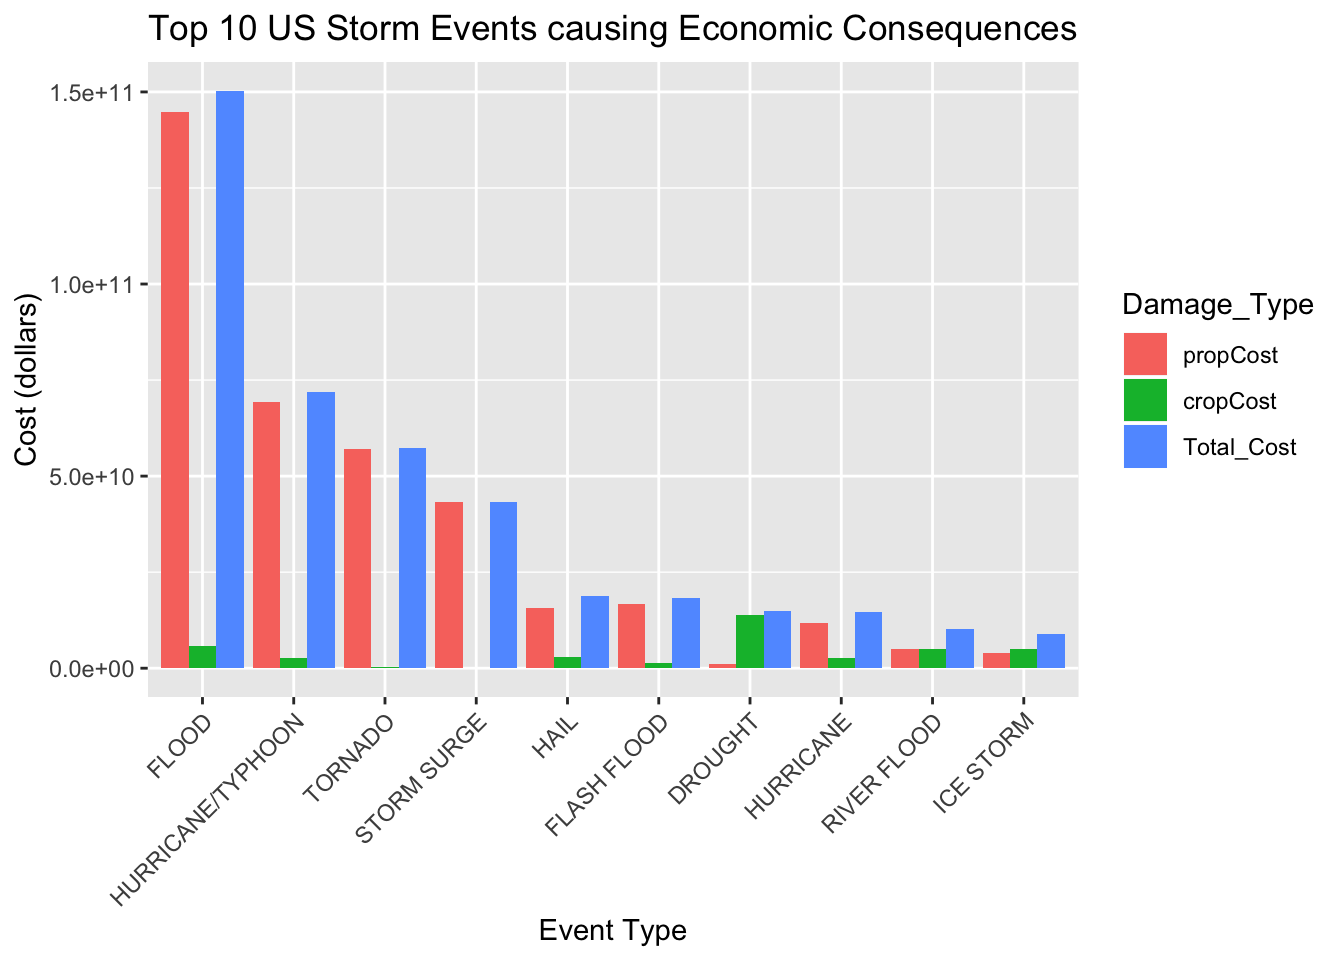 Top 10 US Storm Events causing Economic Consequences
Cost (dollars)
1.5e+11
1.0e+11
5.0e+10
0.0e+00
FLOOD
HURRICANE/TYPHOON
TORNADO
STORM SURGE
HAIL
FLASH FLOOD
DROUGHT
HURRICANE
RIVER FLOOD
ICE STORM
Event Type
Damage_Type
propCost
cropCost
Total_Cost